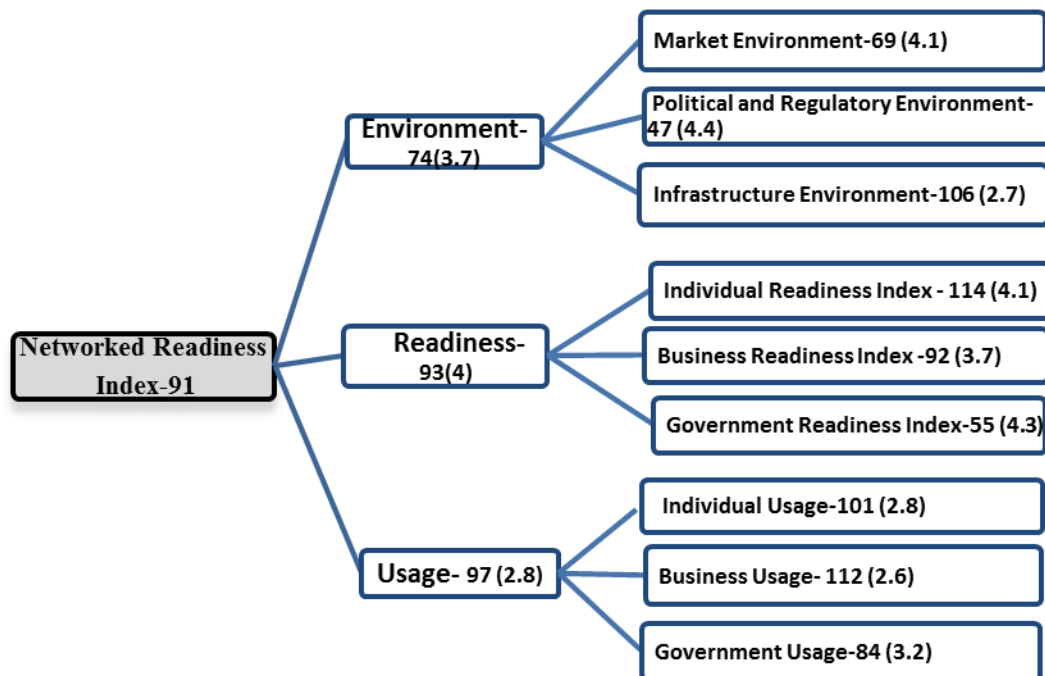 Market Environment-69 (4.1)
Political and Regulatory Environment-
47 (4.4)
Environment-
74(3.7)
Infrastructure Environment-106 (2.7)
Individual Readiness Index - 114 (4.1)
Networked Readiness
Index-91
Readiness-
93(4)
Business Readiness Index -92 (3.7)
Government Readiness Index-55 (4.3)
Individual Usage-101 (2.8)
Usage- 97 (2.8)
Business Usage- 112 (2.6)
Government Usage-84 (3.2)